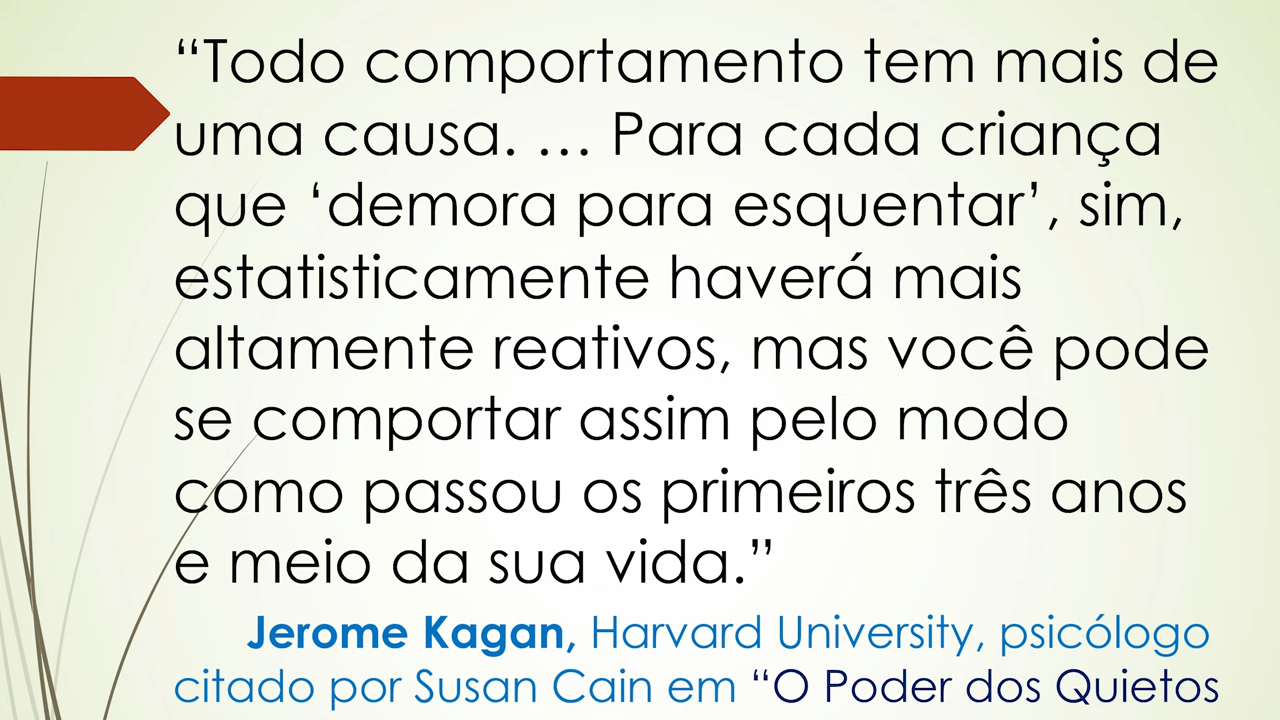 “Todo comportamento tem mais de
uma causa. … Para cada criança
que ‘demora para esquentar’, sim,
estatisticamente haverá mais
altamente reativos, mas você pode
se comportar assim pelo modo
como passou os primeiros três anos
e meio da sua vida.”
Jerome Kagan, Harvard University, psicólogo
citado por Susan Cain em “O Poder dos Quietos